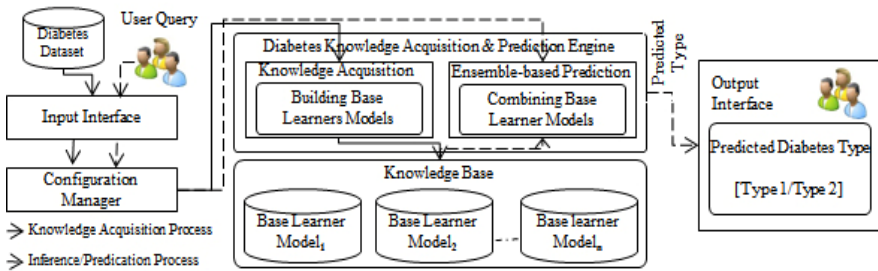 Diabetes
Dataset
User Query
Input Interface
Configuration
Manager
Knowledge Acquisition Process
Inference/Predication Process
Diabetes Knowledge Acquisition & Prediction Engine
Knowledge Acquisition
Building Base
Learners Models
Ensemble-based Prediction
Combining Base
Learner Models
Knowledge Base
Base Learner
Model1
Base Learner
Model2
Base learner
Modeln
Predicted
Type
Output
Interface
Predicted Diabetes Type
[Type 1/Type 2]